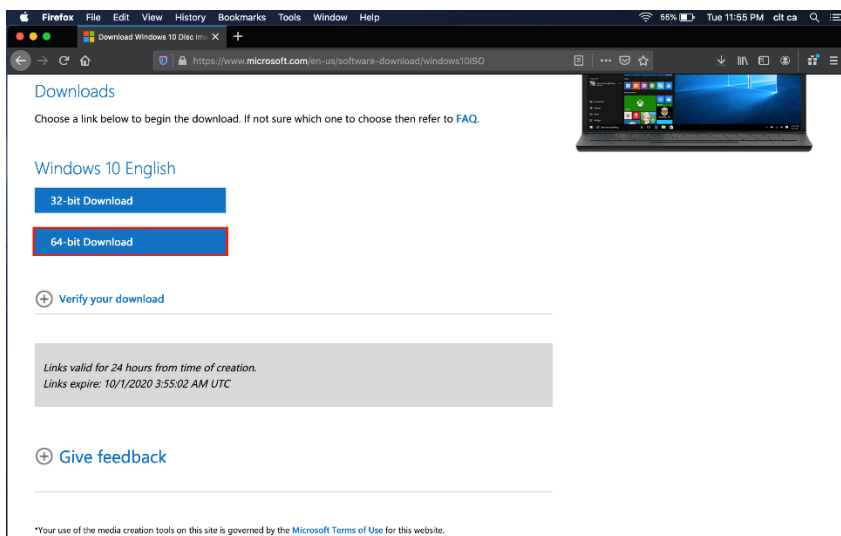 Firefox File Edit View History Bookmarks Tools Window Help 56% Tue 11:55 PM clt ca
Download Windows 10 Disc Ima
https://www.microsoft.com/en-us/software-download/windows10ISO
Downloads
Choose a link below to begin the download. If not sure which one to choose then refer to FAQ.
Windows 10 English
32-bit Download
64-bit Download
Verify your download
Links valid for 24 hours from time of creation.
Links expire: 10/1/2020 3:55:02 AM UTC
Give feedback
*Your use of the media creation tools on this site is governed by the Microsoft Terms of Use for this website.